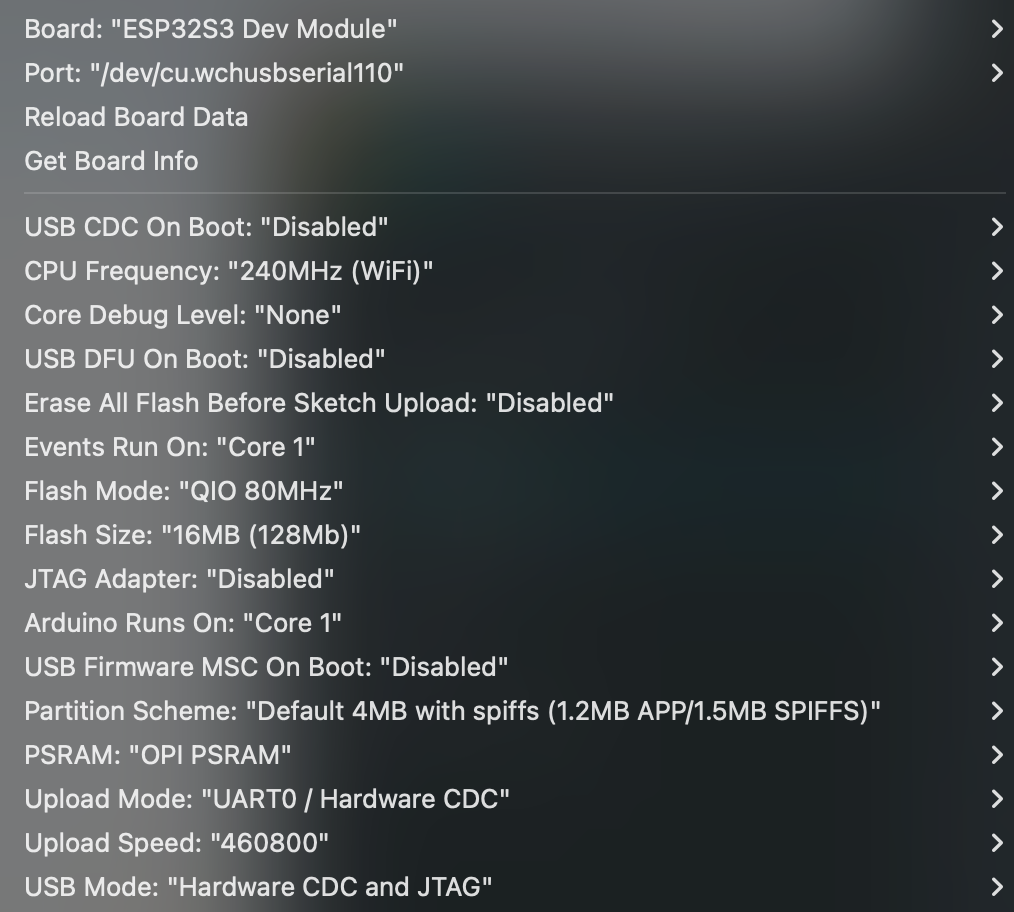 Board: "ESP32S3 Dev Module"
Port: "/dev/cu.wchusbserial110"
Reload Board Data
Get Board Info
USB CDC On Boot: "Disabled"
CPU Frequency: "240MHz (WiFi)"
Core Debug Level: "None"
USB DFU On Boot: "Disabled"
Erase All Flash Before Sketch Upload: "Disabled"
Events Run On: "Core 1"
Flash Mode: "QIO 80MHz"
Flash Size: "16MB (128Mb)"
JTAG Adapter: "Disabled"
Arduino Runs On: "Core 1"
USB Firmware MSC On Boot: "Disabled"
Partition Scheme: "Default 4MB with spiffs (1.2MB APP/1.5MB SPIFFS)"
PSRAM: "OPI PSRAM"
Upload Mode: "UART0 / Hardware CDC"
Upload Speed: "460800"
USB Mode: "Hardware CDC and JTAG"